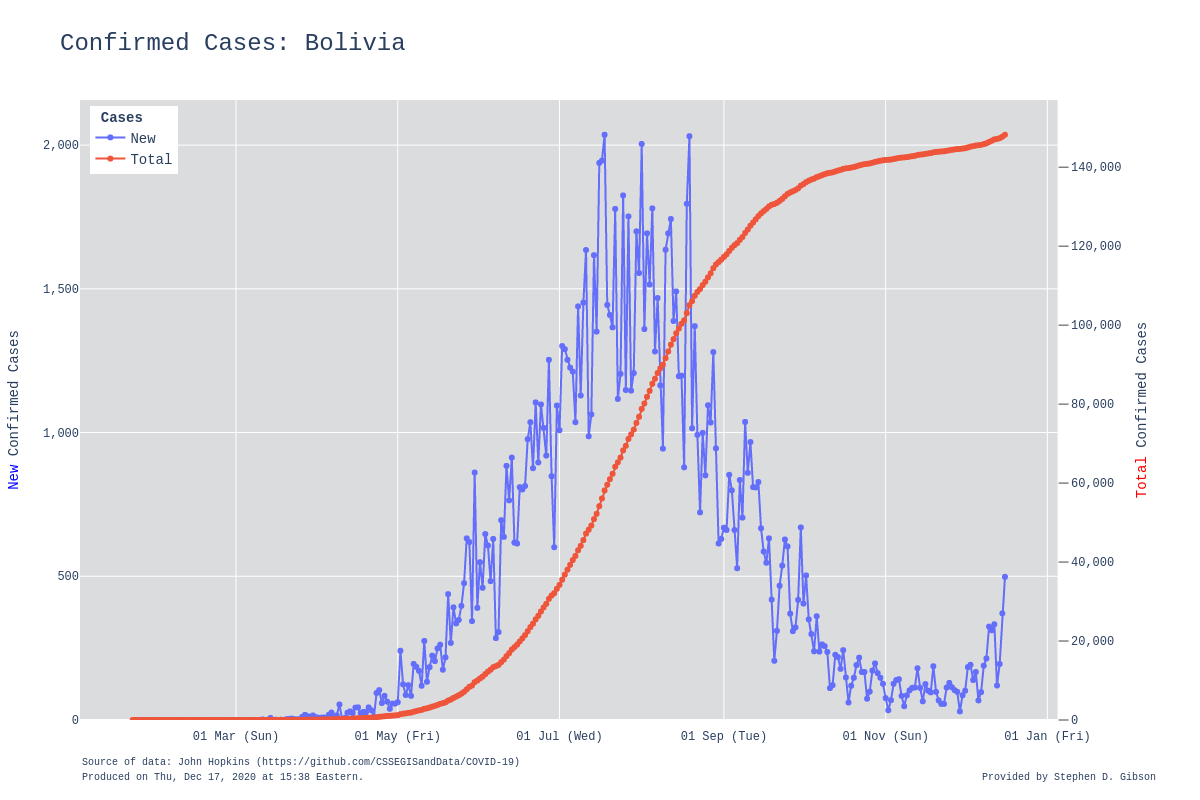 Confirmed Cases: Bolivia
Cases
New
Total
2,000
1,500
1,000
500
0
New Confirmed Cases
140,000
120,000
100,000
80,000
60,000
40,000
20,000
0
Total Confirmed Cases
01 Mar (Sun)
01 May (Fri)
01 Jul (Wed)
01 Sep (Tue)
01 Nov (Sun)
01 Jan (Fri)
Source of data: John Hopkins (https://github.com/CSSEGISandData/COVID-19)
Produced on Thu, Dec 17, 2020 at 15:38 Eastern.
Provided by Stephen D. Gibson